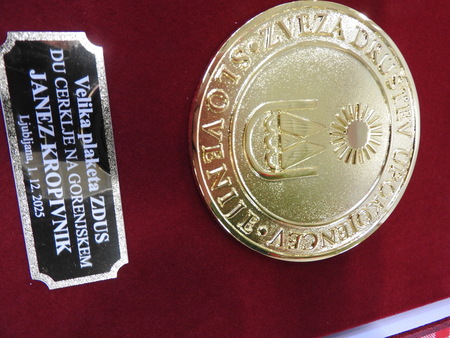 Velika plaketa ZDUS
DU CERKLJE NA GORENJSKEM
JANEZ KROPIVNIK
Ljubljana, 1. 12. 2025
ZVEZA DRUŠTEV UPOKOJENCEV • SLOVENIJE •